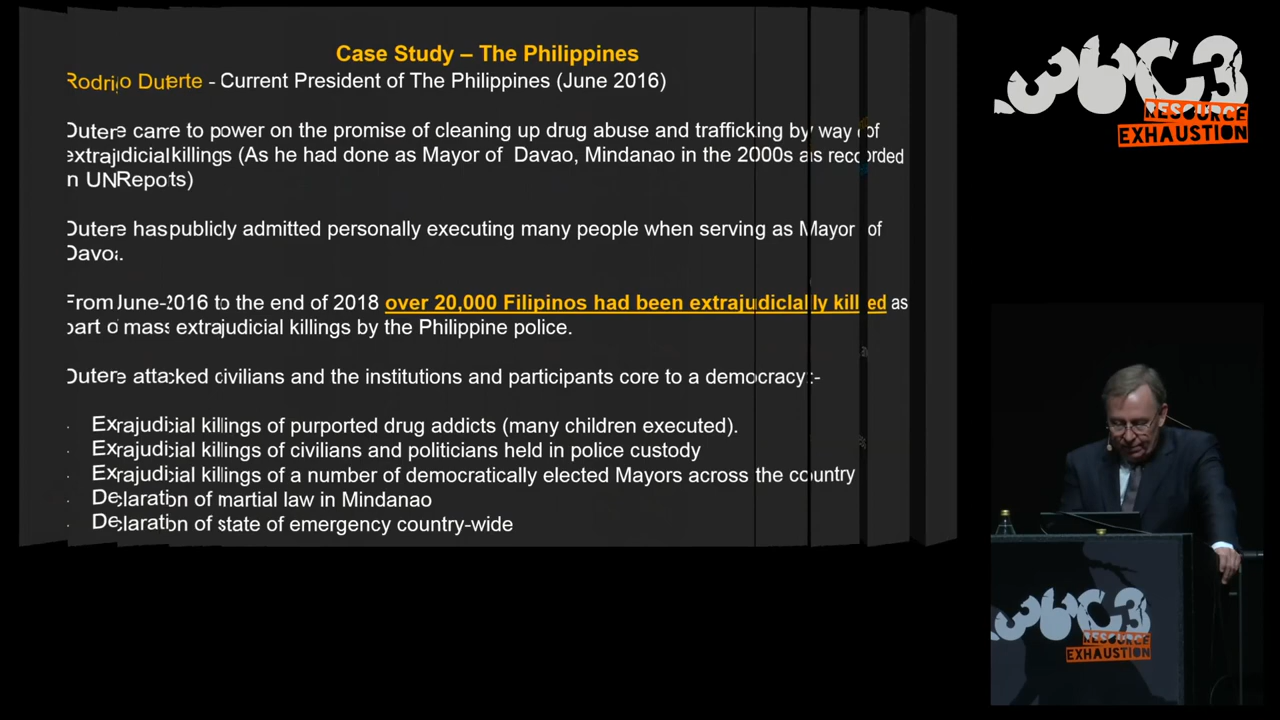 Case Study – The Philippines
Rodrigo Duterte - Current President of The Philippines (June 2016)
Duterte came to power on the promise of cleaning up drug abuse and trafficking by way of
extrajudicial killings (As he had done as Mayor of Davao, Mindanao in the 2000s as recorded
in UN Reports)
Duterte has publicly admitted personally executing many people when serving as Mayor of
Davao.
From June-2016 to the end of 2018 over 20,000 Filipinos had been extrajudicially killed as
part of mass extrajudicial killings by the Philippine police.
Duterte attacked civilians and the institutions and participants core to a democracy:-
· Extrajudicial killings of purported drug addicts (many children executed).
· Extrajudicial killings of civilians and politicians held in police custody
· Extrajudicial killings of a number of democratically elected Mayors across the country
· Declaration of martial law in Mindanao
· Declaration of state of emergency country-wide
36C3
RESOURCE
EXHAUSTION
36C3
RESOURCE
EXHAUSTION